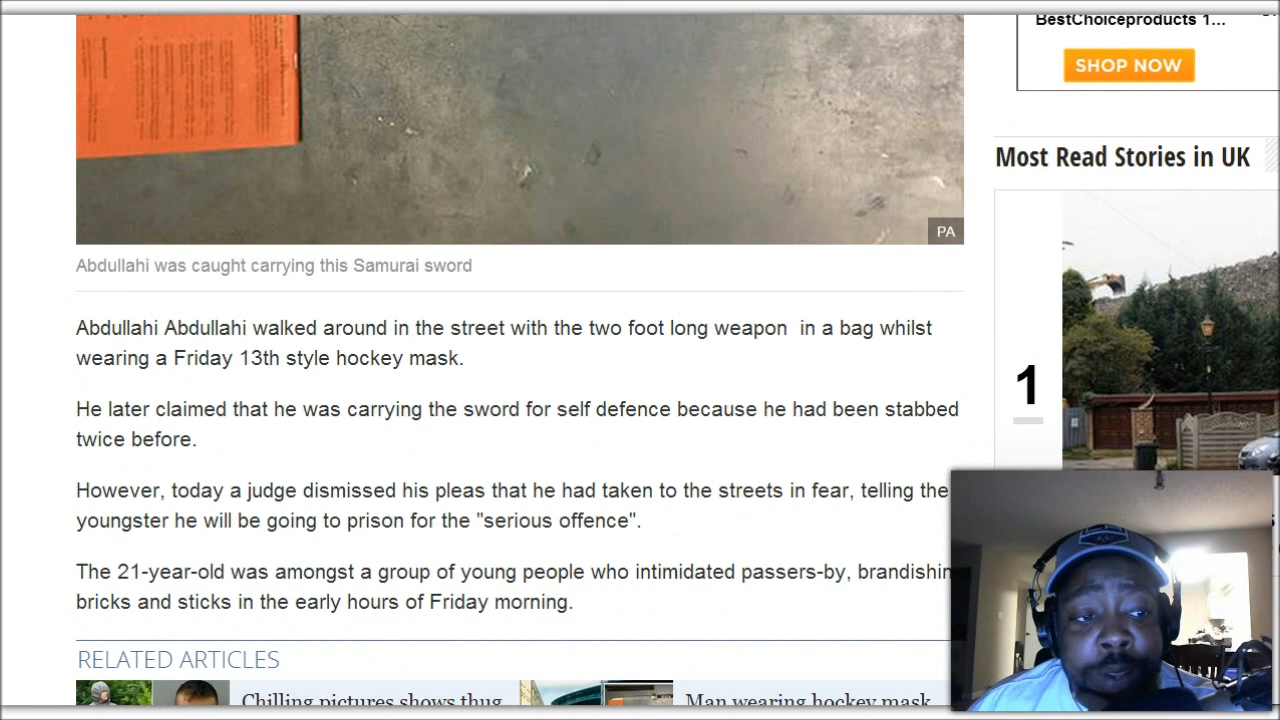 BestChoiceproducts 1...
SHOP NOW
Most Read Stories in UK
PA
Abdullahi was caught carrying this Samurai sword
Abdullahi Abdullahi walked around in the street with the two foot long weapon in a bag whilst
wearing a Friday 13th style hockey mask.
He later claimed that he was carrying the sword for self defence because he had been stabbed
twice before.
However, today a judge dismissed his pleas that he had taken to the streets in fear, telling the
youngster he will be going to prison for the "serious offence".
The 21-year-old was amongst a group of young people who intimidated passers-by, brandishin
bricks and sticks in the early hours of Friday morning.
1
RELATED ARTICLES
Chilling pictures shows thug
Man wearing hockey mask